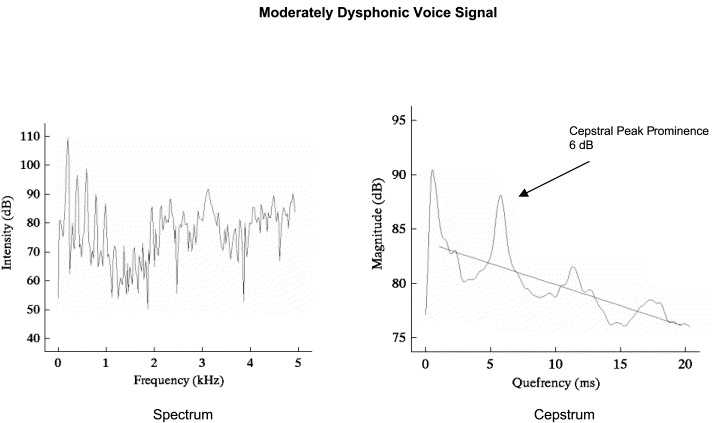 Moderately Dysphonic Voice Signal
110
100
90
80
70
60
50
40
Intensity (dB)
0
1
2
3
4
5
Frequency (kHz)
Spectrum
95
90
85
80
75
Magnitude (dB)
Cepstral Peak Prominence
6 dB
0
5
10
15
20
Quefrency (ms)
Cepstrum